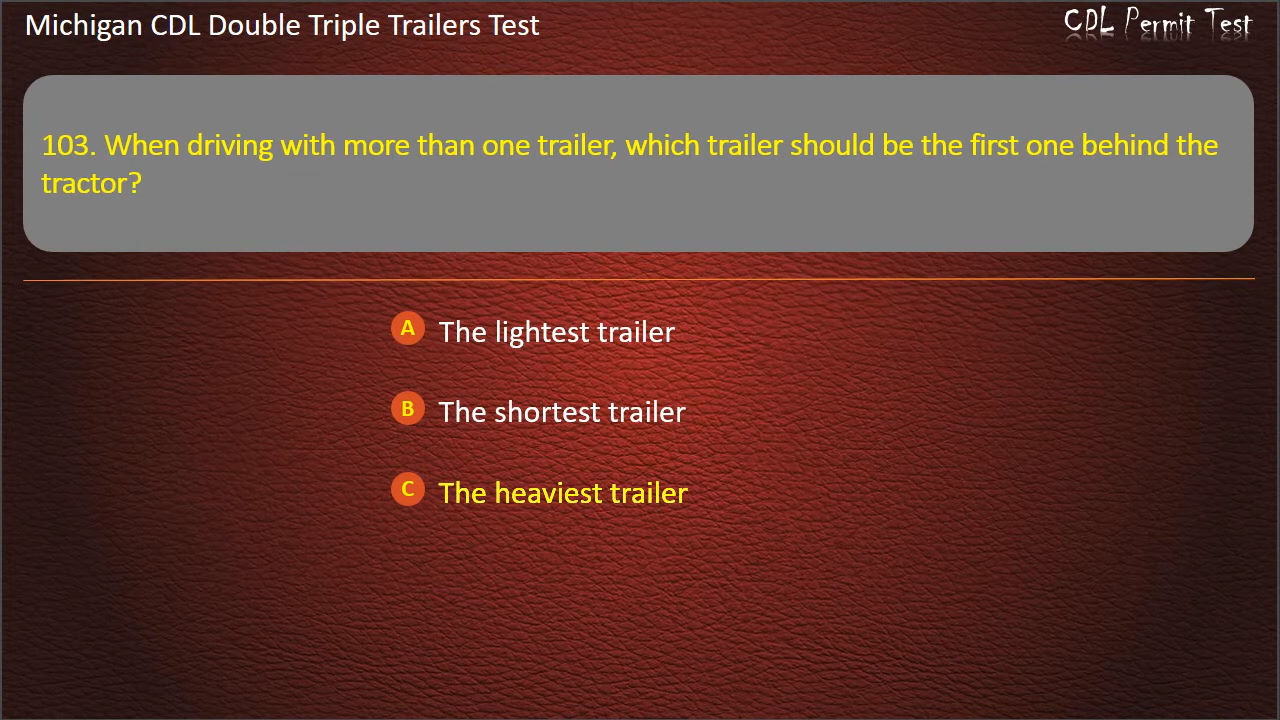 Michigan CDL Double Triple Trailers Test
CDL Permit Test
103. When driving with more than one trailer, which trailer should be the first one behind the
tractor?
A The lightest trailer
B The shortest trailer
C The heaviest trailer